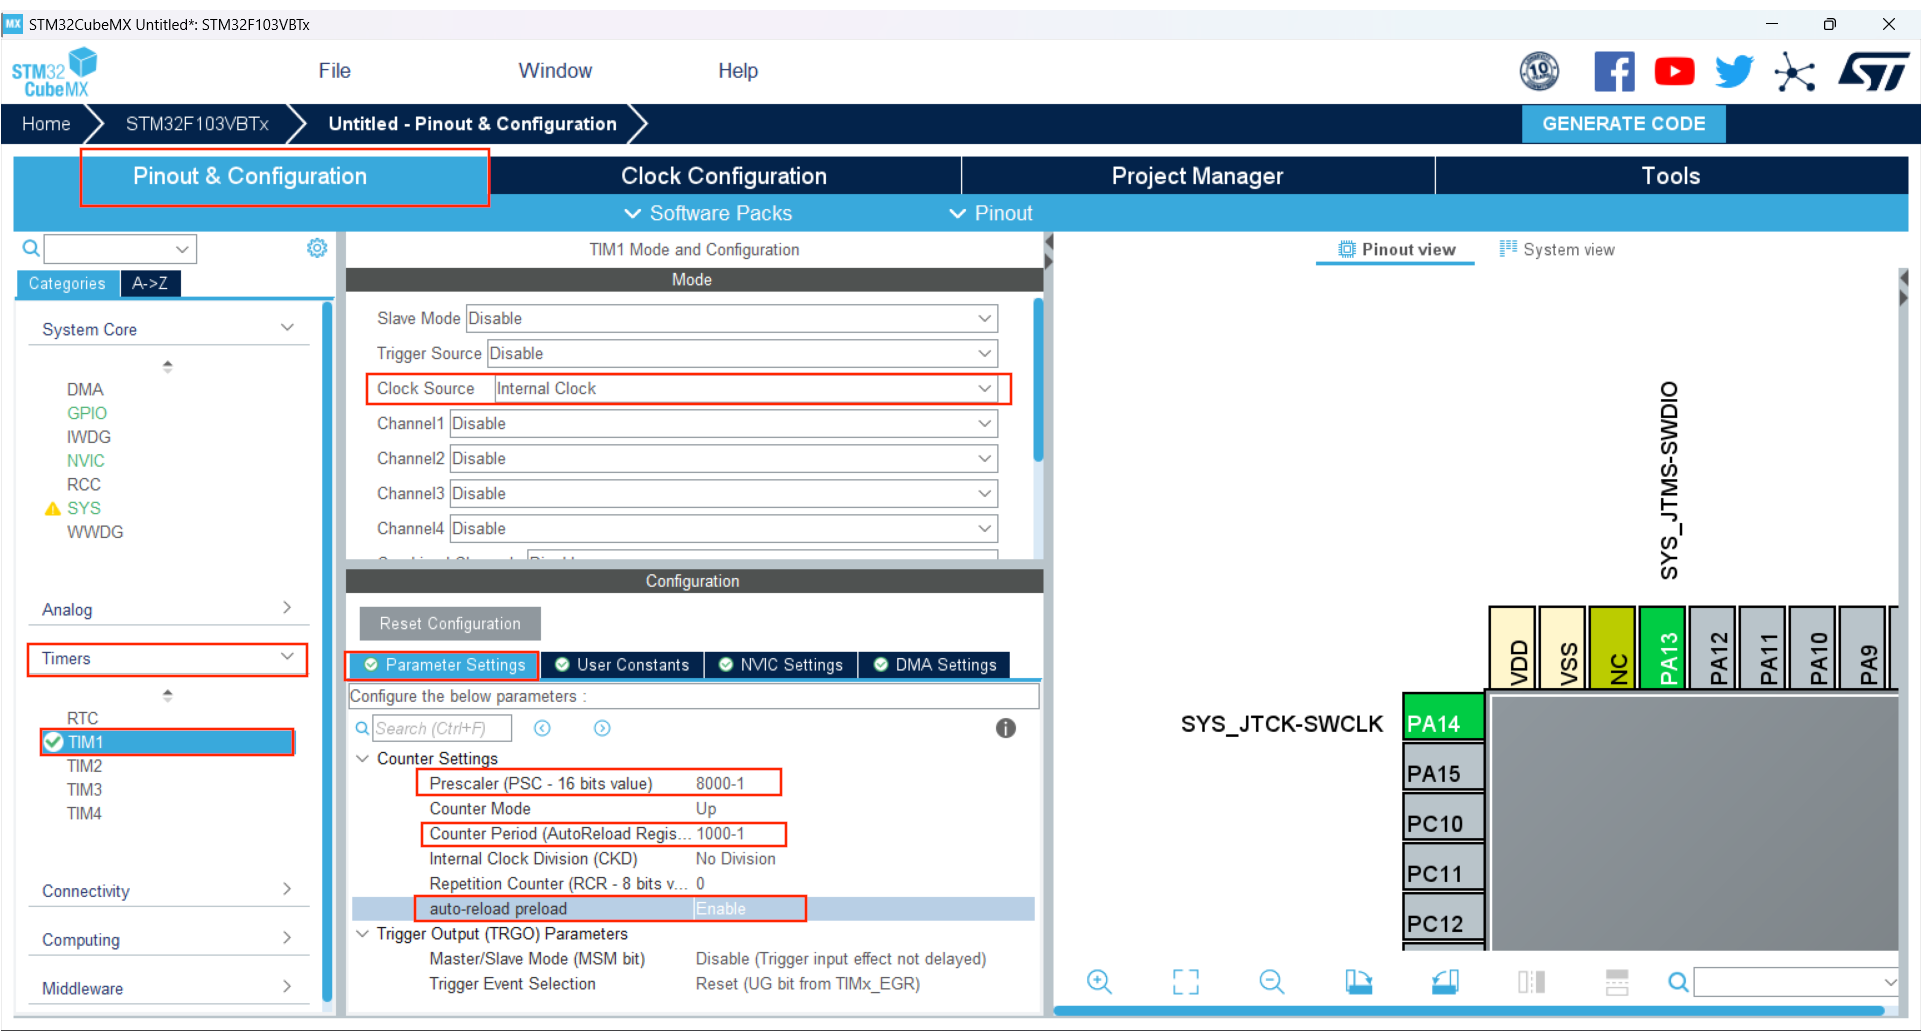 MX STM32CubeMX Untitled*: STM32F103VBTx
STM32 CubeMX
File Window Help
10
ST
Home STM32F103VBTx Untitled - Pinout & Configuration GENERATE CODE
Pinout & Configuration Clock Configuration Project Manager Tools
Software Packs Pinout
TIM1 Mode and Configuration
Categories A->Z
System Core
DMA
GPIO
IWDG
NVIC
RCC
SYS
WWDG
Analog
Timers
RTC
TIM1
TIM2
TIM3
TIM4
Connectivity
Computing
Middleware
Mode
Slave Mode Disable
Trigger Source Disable
Clock Source Internal Clock
Channel1 Disable
Channel2 Disable
Channel3 Disable
Channel4 Disable
Configuration
Reset Configuration
Parameter Settings User Constants NVIC Settings DMA Settings
Configure the below parameters :
Search (Ctrl+F)
Counter Settings
Prescaler (PSC - 16 bits value) 8000-1
Counter Mode Up
Counter Period (AutoReload Regis... 1000-1
Internal Clock Division (CKD) No Division
Repetition Counter (RCR - 8 bits v... 0
auto-reload preload Enable
Trigger Output (TRGO) Parameters
Master/Slave Mode (MSM bit) Disable (Trigger input effect not delayed)
Trigger Event Selection Reset (UG bit from TIMx_EGR)
Pinout view System view
SYS_JTMS-SWDIO
VDD VSS NC PA13 PA12 PA11 PA10 PA9
SYS_JTCK-SWCLK PA14
PA15
PC10
PC11
PC12